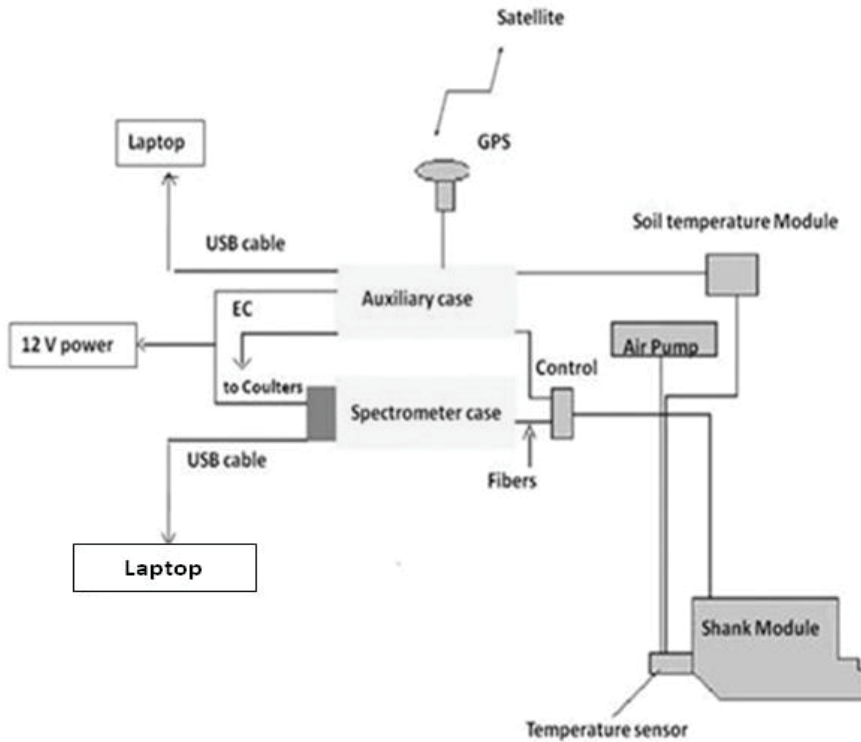 Satellite
Laptop
GPS
Soil temperature Module
USB cable
EC
Auxiliary case
12 V power
Air Pump
Control
to Coulters
Spectrometer case
USB cable
Fibers
Laptop
Shank Module
Temperature sensor